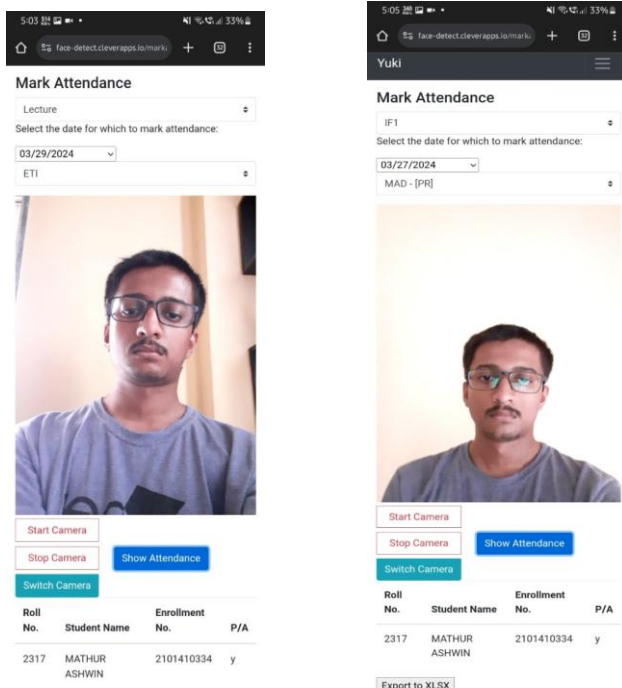 5:03
33%
face-detect.cleverapps.io/marka
32
Mark Attendance
Lecture
Select the date for which to mark attendance:
03/29/2024
ETI
Start Camera
Stop Camera
Show Attendance
Switch Camera
Roll No.
Student Name
Enrollment No.
P/A
2317
MATHUR ASHWIN
2101410334
y
5:05
33%
face-detect.cleverapps.io/marka
32
Yuki
Mark Attendance
IF1
Select the date for which to mark attendance:
03/27/2024
MAD - [PR]
Start Camera
Stop Camera
Show Attendance
Switch Camera
Roll No.
Student Name
Enrollment No.
P/A
2317
MATHUR ASHWIN
2101410334
y
Export to XLSX